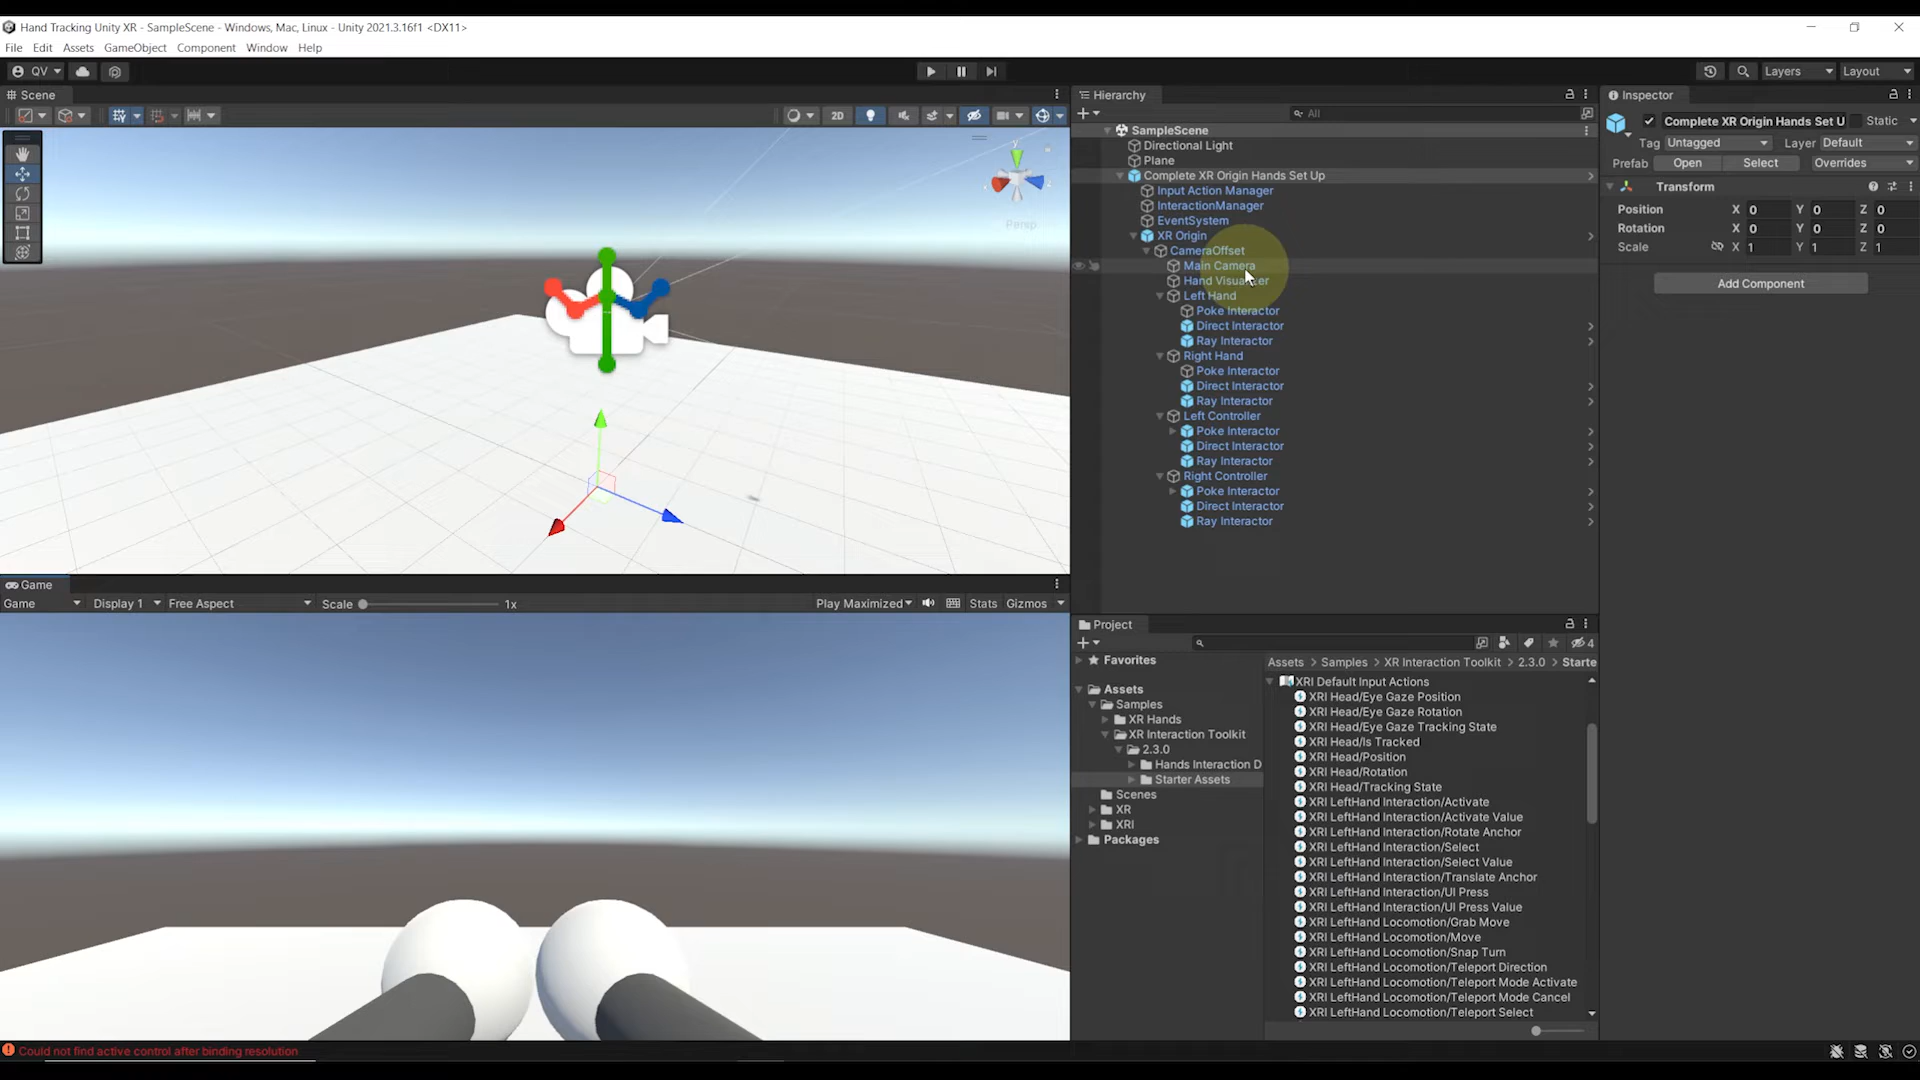 Hand Tracking Unity XR - SampleScene - Windows, Mac, Linux - Unity 2021.3.16f1 <DX11>
File Edit Assets GameObject Component Window Help
QV Layers Layout
Scene
2D
y
Persp
Hierarchy
All
SampleScene
Directional Light
Plane
Complete XR Origin Hands Set Up
Input Action Manager
InteractionManager
EventSystem
XR Origin
CameraOffset
Main Camera
Hand Visualizer
Left Hand
Poke Interactor
Direct Interactor
Ray Interactor
Right Hand
Poke Interactor
Direct Interactor
Ray Interactor
Left Controller
Poke Interactor
Direct Interactor
Ray Interactor
Right Controller
Poke Interactor
Direct Interactor
Ray Interactor
Inspector
Complete XR Origin Hands Set U Static
Tag Untagged Layer Default
Prefab Open Select Overrides
Transform
Position X 0 Y 0 Z 0
Rotation X 0 Y 0 Z 0
Scale X 1 Y 1 Z 1
Add Component
Game
Game Display 1 Free Aspect Scale 1x Play Maximized Stats Gizmos
Project
4
Favorites
Assets
Samples
XR Hands
XR Interaction Toolkit
2.3.0
Hands Interaction D
Starter Assets
Scenes
XR
XRI
Packages
Assets > Samples > XR Interaction Toolkit > 2.3.0 > Starte
XRI Default Input Actions
XRI Head/Eye Gaze Position
XRI Head/Eye Gaze Rotation
XRI Head/Eye Gaze Tracking State
XRI Head/Is Tracked
XRI Head/Position
XRI Head/Rotation
XRI Head/Tracking State
XRI LeftHand Interaction/Activate
XRI LeftHand Interaction/Activate Value
XRI LeftHand Interaction/Rotate Anchor
XRI LeftHand Interaction/Select
XRI LeftHand Interaction/Select Value
XRI LeftHand Interaction/Translate Anchor
XRI LeftHand Interaction/UI Press
XRI LeftHand Interaction/UI Press Value
XRI LeftHand Locomotion/Grab Move
XRI LeftHand Locomotion/Move
XRI LeftHand Locomotion/Snap Turn
XRI LeftHand Locomotion/Teleport Direction
XRI LeftHand Locomotion/Teleport Mode Activate
XRI LeftHand Locomotion/Teleport Mode Cancel
XRI LeftHand Locomotion/Teleport Select
Could not find active control after binding resolution